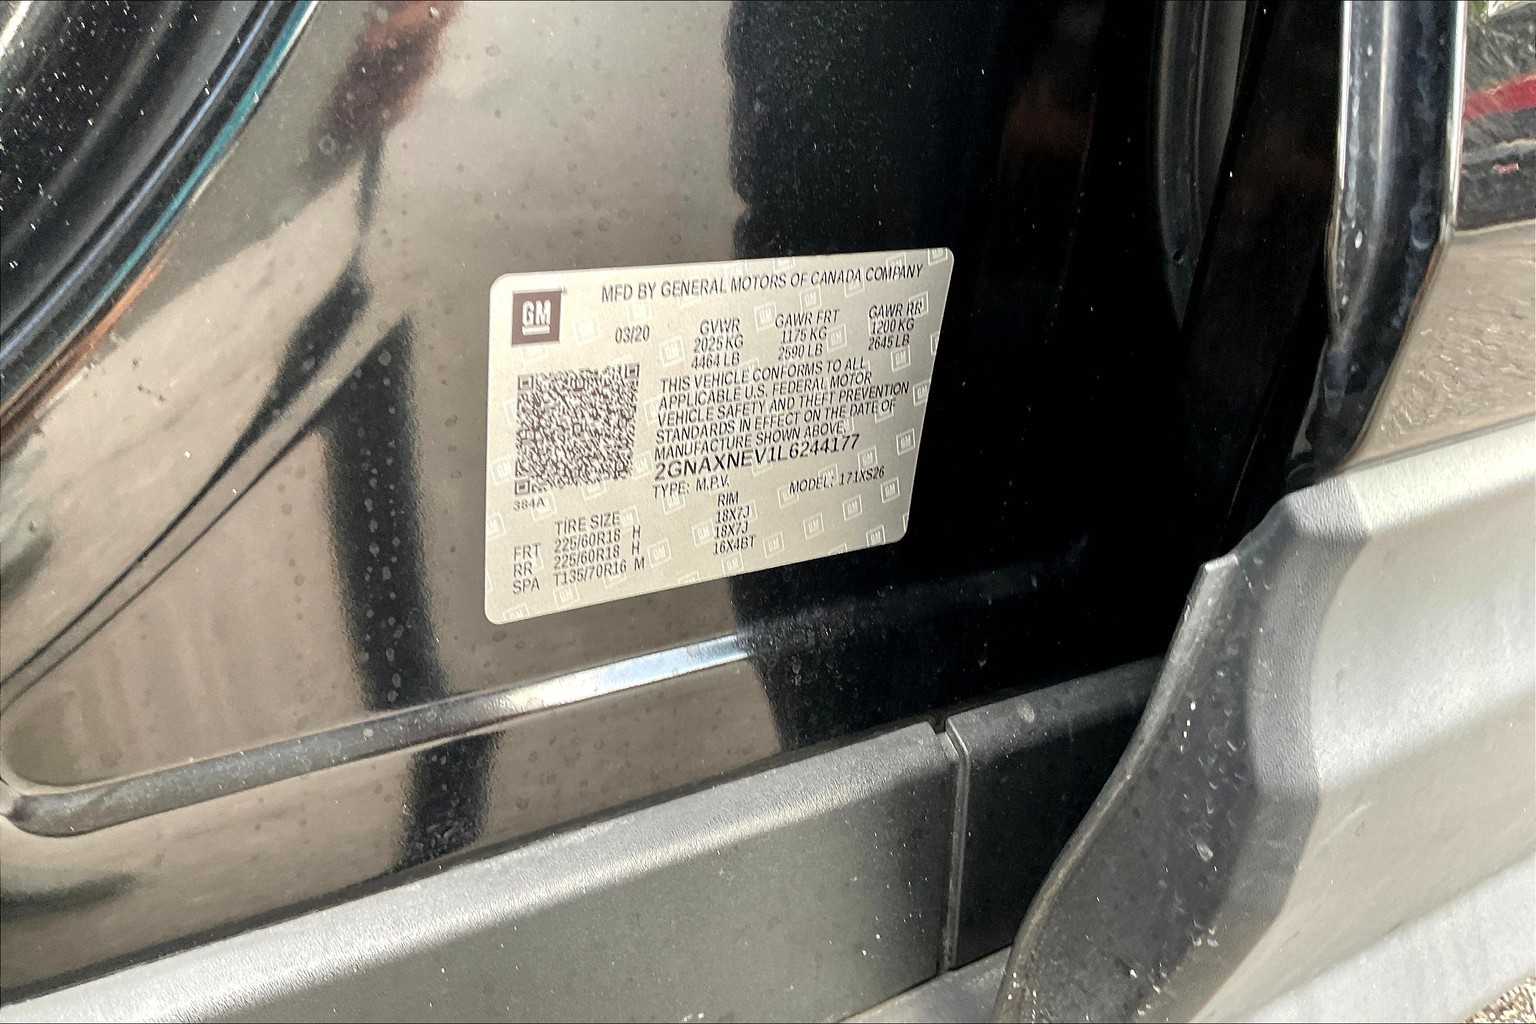 GM
MFD BY GENERAL MOTORS OF CANADA COMPANY
03/20
GVWR GAWR FRT GAWR RR
2025 KG 1175 KG 1200 KG
4464 LB 2590 LB 2645 LB
THIS VEHICLE CONFORMS TO ALL
APPLICABLE U.S. FEDERAL MOTOR
VEHICLE SAFETY AND THEFT PREVENTION
STANDARDS IN EFFECT ON THE DATE OF
MANUFACTURE SHOWN ABOVE
2GNAXNEV1L6244177
TYPE: M.P.V. MODEL: 171XS26
384A
TIRE SIZE RIM
FRT 225/60R18 H 18X7J
RR 225/60R18 H 18X7J
SPA T135/70R16 M 16X4BT